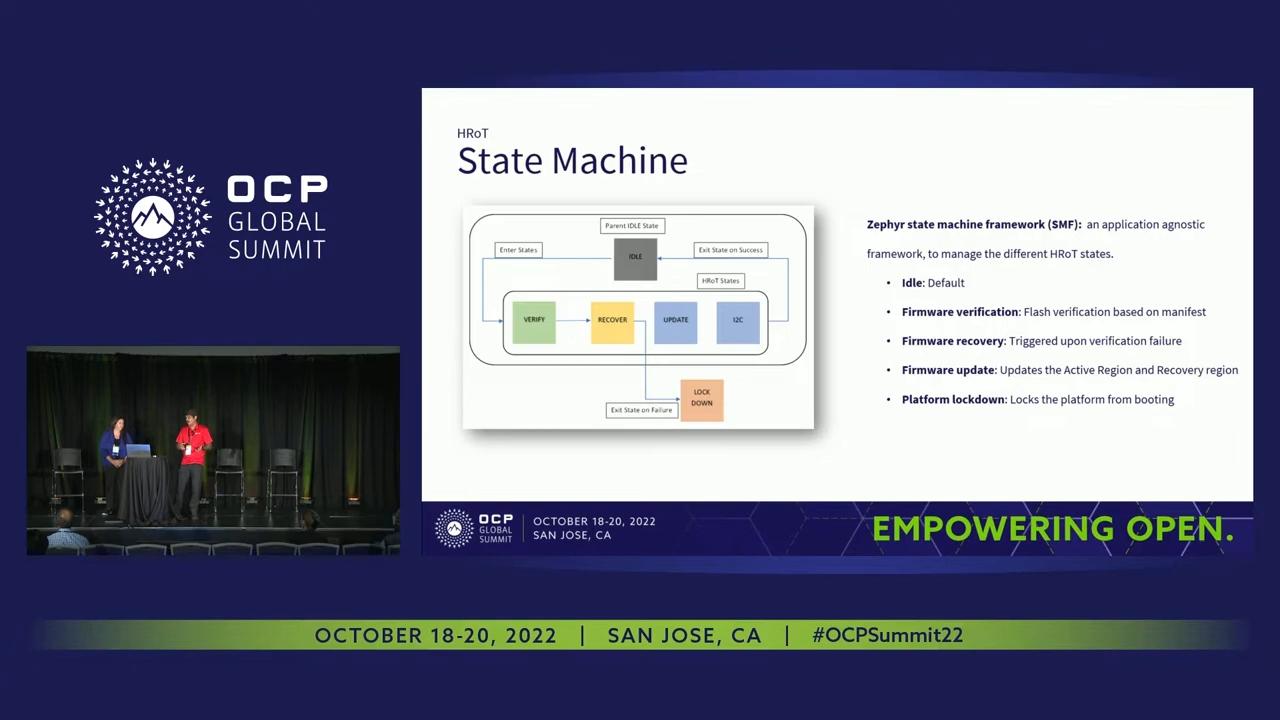 OCP
GLOBAL
SUMMIT
HRoT
State Machine
Parent IDLE State
Enter States
IDLE
Exit State on Success
HRoT States
VERIFY
RECOVER
UPDATE
I2C
LOCK
DOWN
Exit State on Failure
Zephyr state machine framework (SMF): an application agnostic
framework, to manage the different HRoT states.
• Idle: Default
• Firmware verification: Flash verification based on manifest
• Firmware recovery: Triggered upon verification failure
• Firmware update: Updates the Active Region and Recovery region
• Platform lockdown: Locks the platform from booting
OCP
GLOBAL
SUMMIT
OCTOBER 18-20, 2022
SAN JOSE, CA
EMPOWERING OPEN.
OCTOBER 18-20, 2022 | SAN JOSE, CA | #OCPSummit22